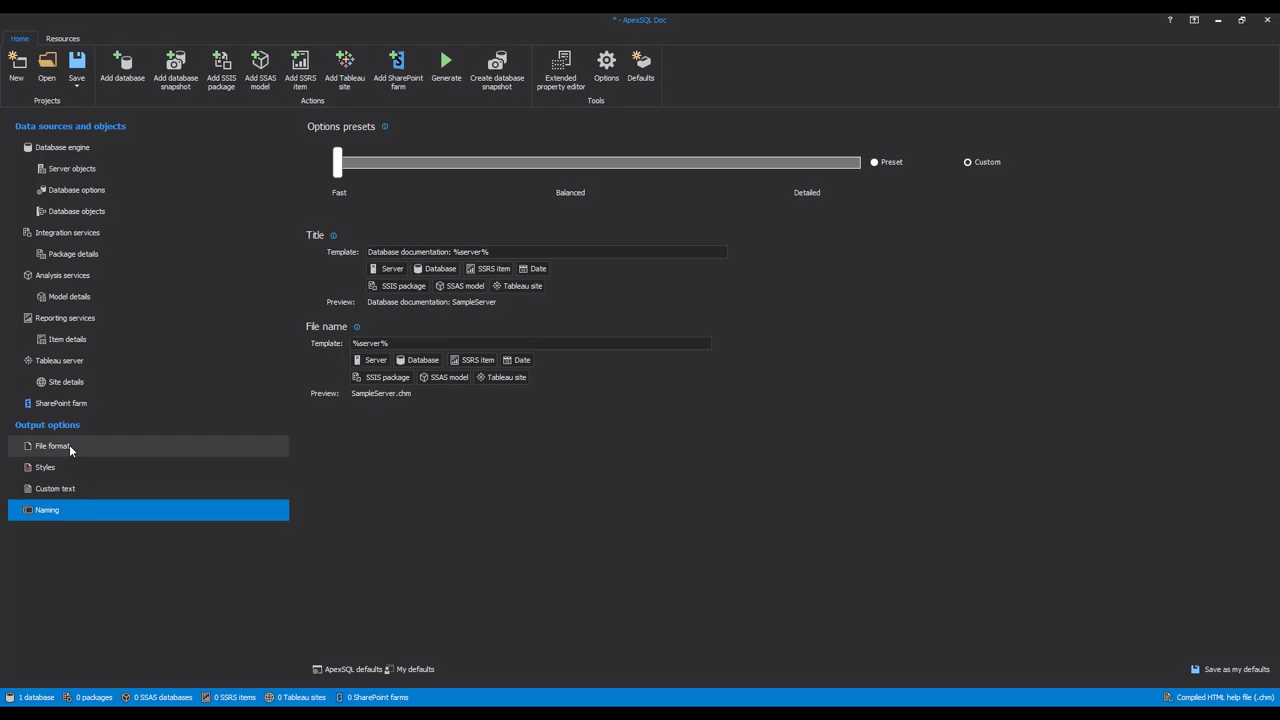 * - ApexSQL Doc
?
Home Resources
New Open Save Add database Add database snapshot Add SSIS package Add SSAS model Add SSRS item Add Tableau site Add SharePoint farm Generate Create database snapshot Extended property editor Options Defaults
Projects Actions Tools
Data sources and objects
Database engine
Server objects
Database options
Database objects
Integration services
Package details
Analysis services
Model details
Reporting services
Item details
Tableau server
Site details
SharePoint farm
Output options
File format
Styles
Custom text
Naming
Options presets
Preset Custom
Fast Balanced Detailed
Title
Template: Database documentation: %server%
Server Database SSRS item Date
SSIS package SSAS model Tableau site
Preview: Database documentation: SampleServer
File name
Template: %server%
Server Database SSRS item Date
SSIS package SSAS model Tableau site
Preview: SampleServer.chm
ApexSQL defaults My defaults Save as my defaults
1 database 0 packages 0 SSAS databases 0 SSRS items 0 Tableau sites 0 SharePoint farms Compiled HTML help file (.chm)